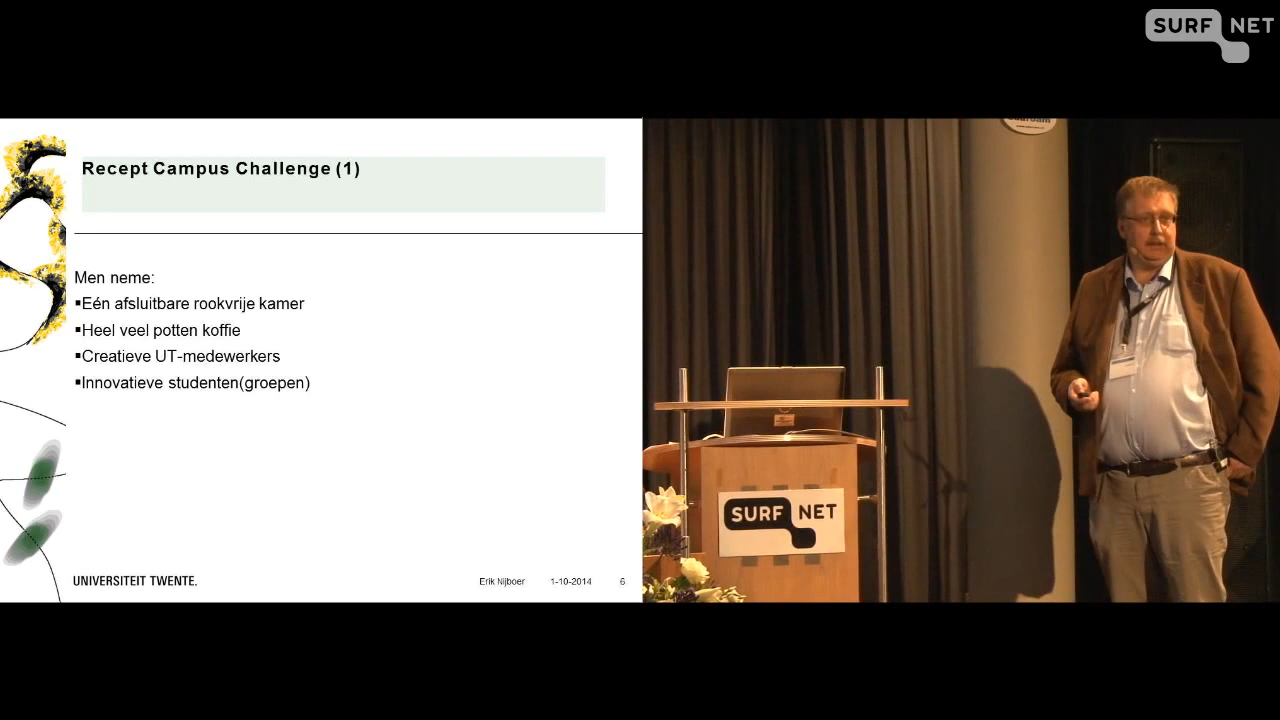 SURF NET
Recept Campus Challenge (1)
Men neme:
▪Eén afsluitbare rookvrije kamer
▪Heel veel potten koffie
▪Creatieve UT-medewerkers
▪Innovatieve studenten(groepen)
UNIVERSITEIT TWENTE.
Erik Nijboer 1-10-2014 6
SURF NET